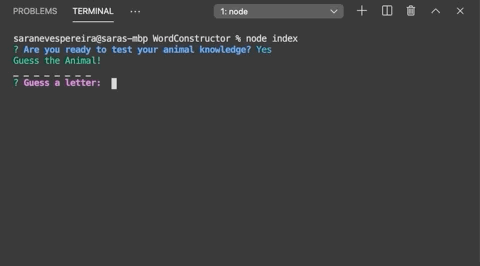 PROBLEMS TERMINAL ... 1: node
saranevespereira@saras-mbp WordConstructor % node index
? Are you ready to test your animal knowledge? Yes
Guess the Animal!
_ _ _ _ _ _ _ _
? Guess a letter: